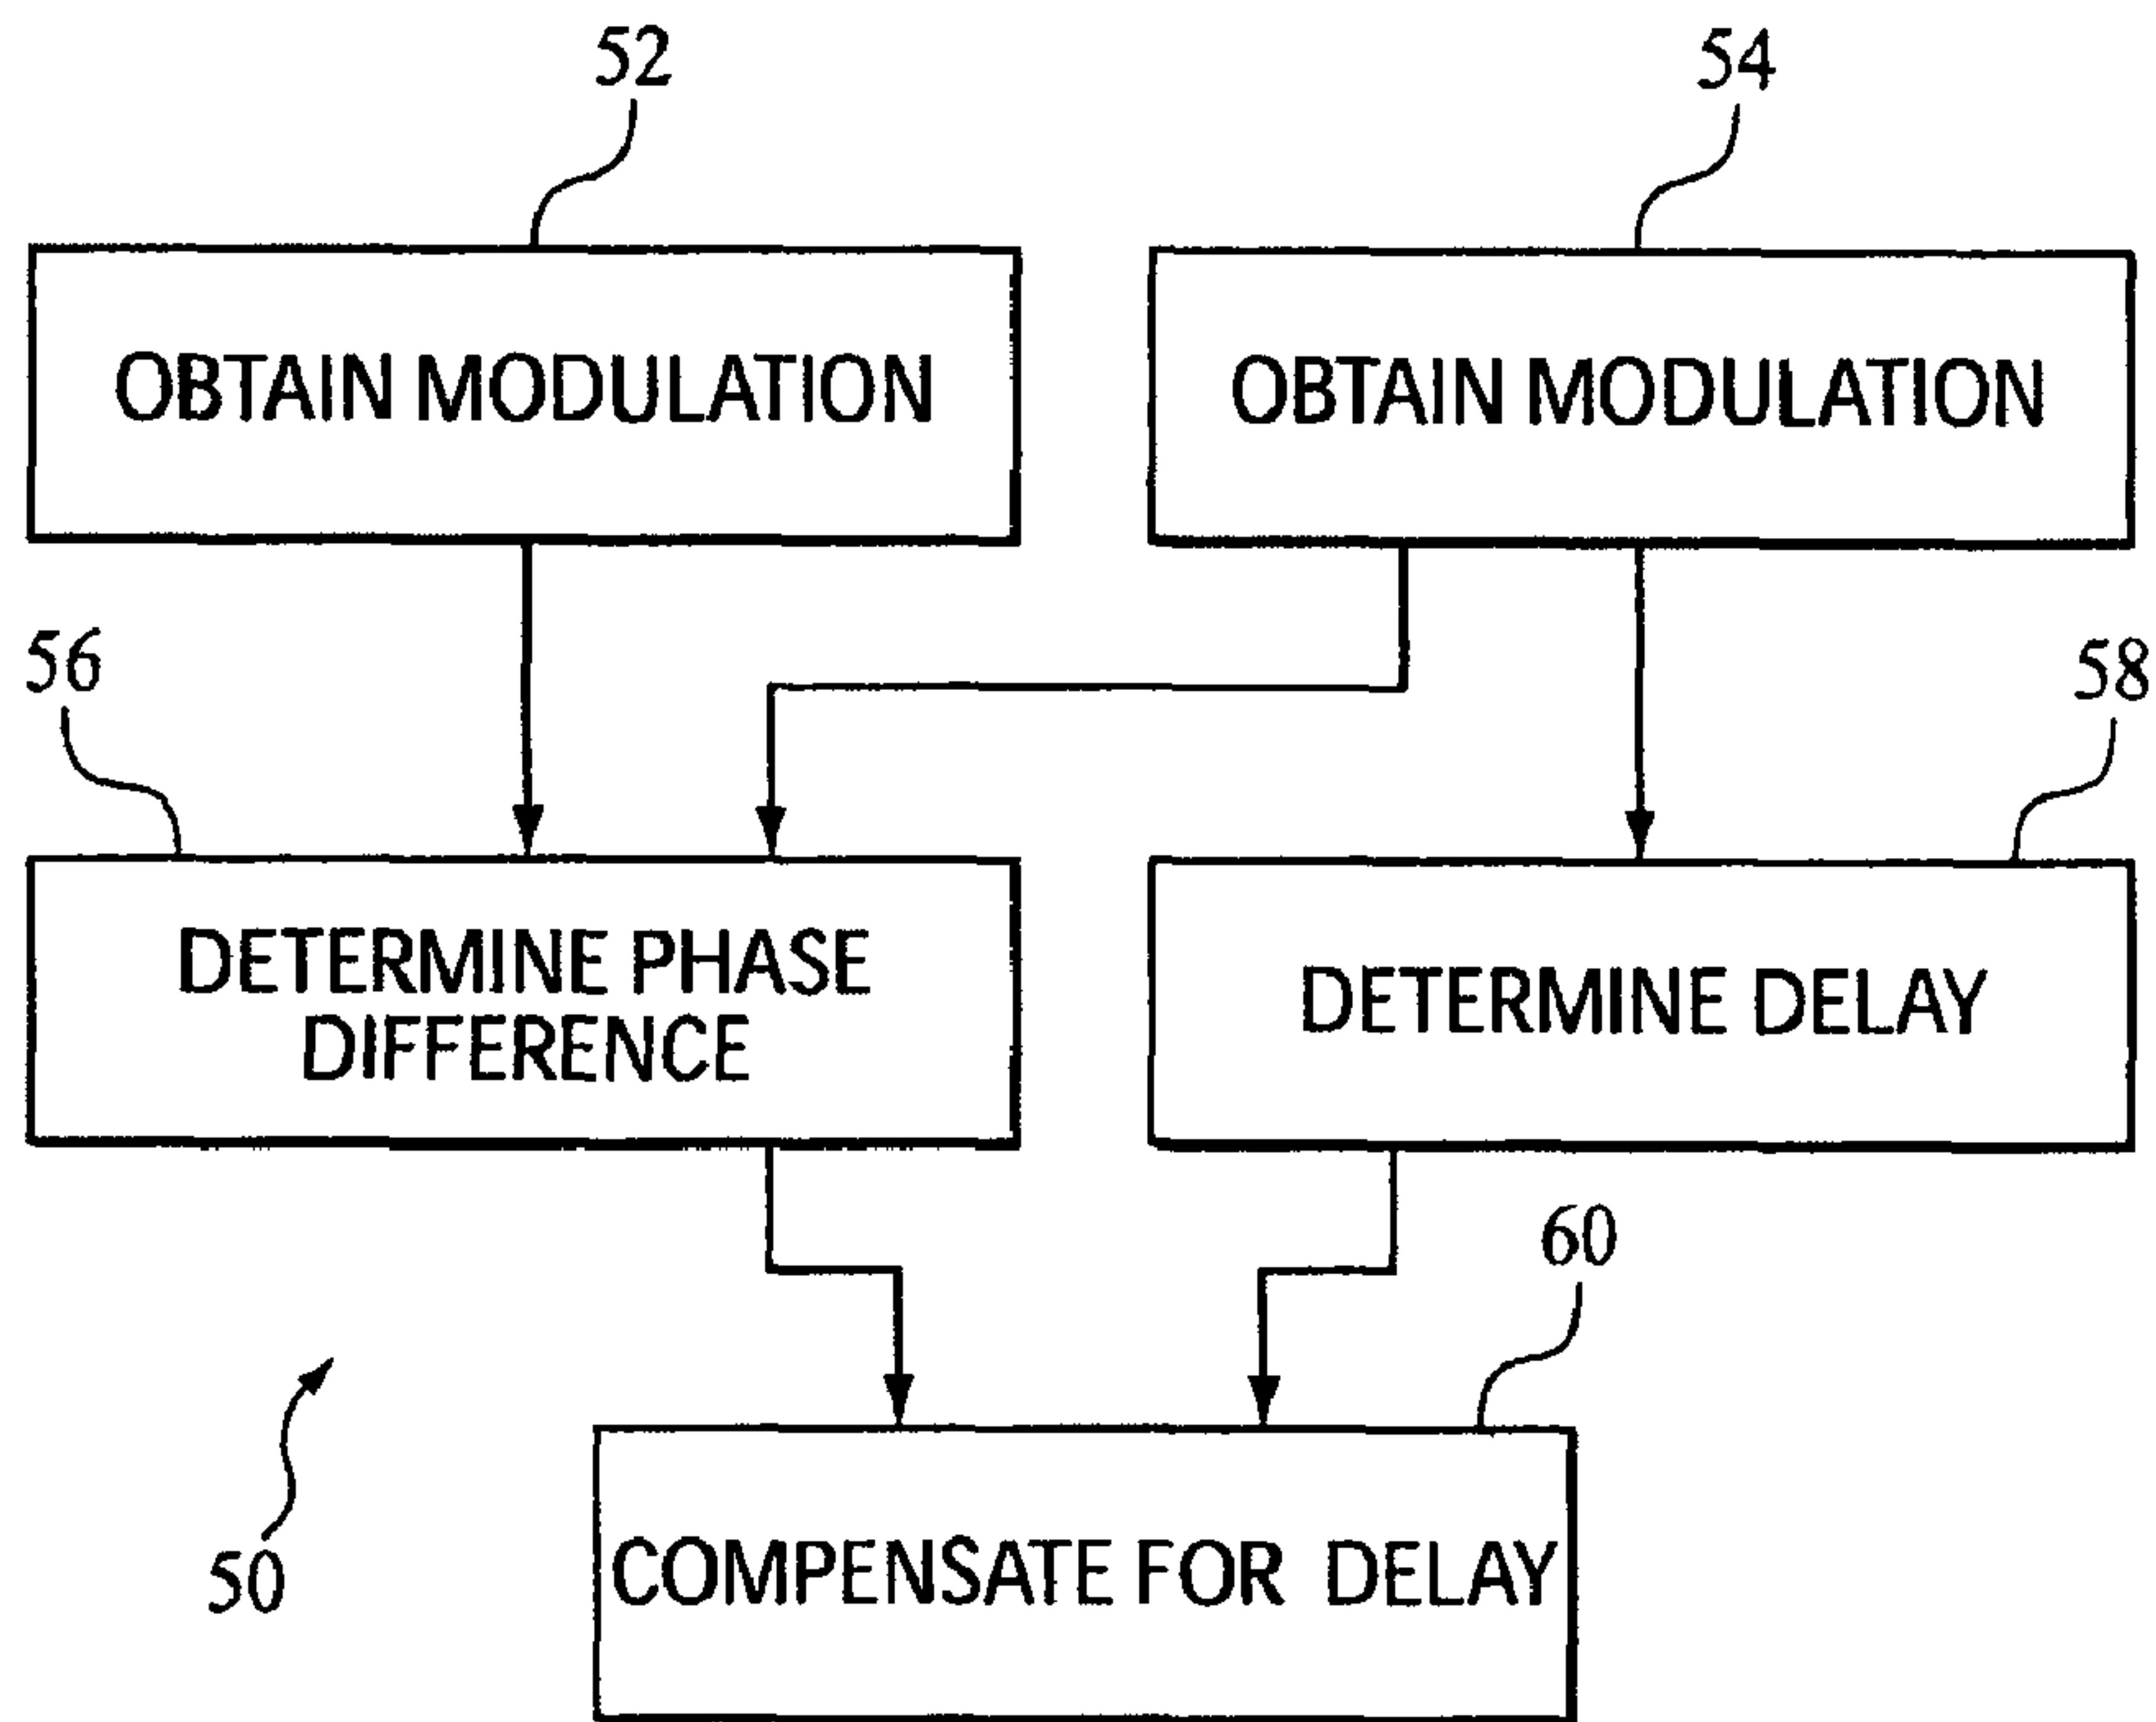 52
54
OBTAIN MODULATION
OBTAIN MODULATION
56
58
DETERMINE PHASE
DIFFERENCE
DETERMINE DELAY
60
50
COMPENSATE FOR DELAY